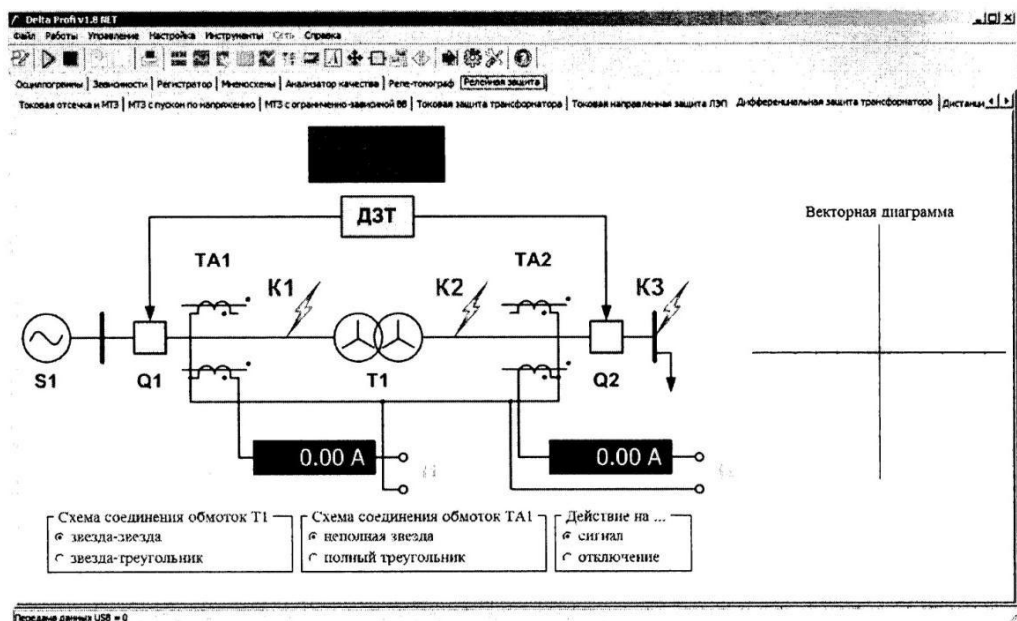 Delta Profi v1.8 NET
Файл Работы Управление Настройка Инструменты Сеть Справка
Осциллограммы Зависимости Регистратор Мнемосхемы Анализатор качества Реле-томограф Релейная защита
Токовая отсечка и МТЗ МТЗ с пуском по напряжению МТЗ с ограниченно-зависимой ВВ Токовая защита трансформатора Токовая направленная защита ЛЭП Дифференциальная защита трансформатора Дистанци
ДЗТ
Векторная диаграмма
ТА1
ТА2
К1
К2
К3
S1
Q1
Т1
Q2
0.00 А
0.00 А
Схема соединения обмоток Т1
звезда-звезда
звезда-треугольник
Схема соединения обмоток ТА1
неполная звезда
полный треугольник
Действие на ...
сигнал
отключение
Передача данных USB = 0